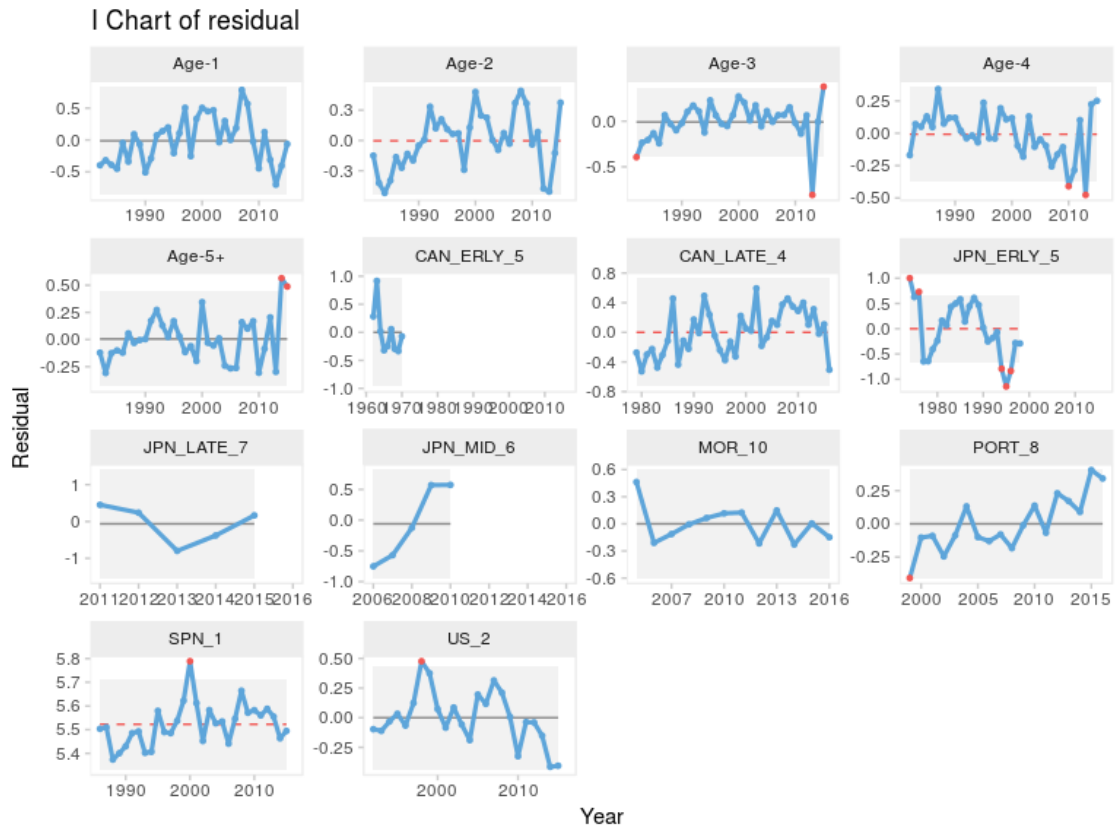 I Chart of residual
Age-1 Age-2 Age-3 Age-4
0.5 0.0 -0.5
1990 2000 2010
0.3 0.0 -0.3
1990 2000 2010
0.0 -0.5
1990 2000 2010
0.25 0.00 -0.25 -0.50
1990 2000 2010
Age-5+ CAN_ERLY_5 CAN_LATE_4 JPN_ERLY_5
0.50 0.25 0.00 -0.25
1990 2000 2010
1.0 0.5 0.0 -0.5 -1.0
1960 1970 1980 1990 2000 2010
0.8 0.4 0.0 -0.4 -0.8
1980 1990 2000 2010
1.0 0.5 0.0 -0.5 -1.0
1980 1990 2000 2010
Residual
JPN_LATE_7 JPN_MID_6 MOR_10 PORT_8
1 0 -1
2011 2012 2013 2014 2015 2016
0.5 0.0 -0.5 -1.0
2006 2008 2010 2012 2014 2016
0.6 0.3 0.0 -0.3 -0.6
2007 2010 2013 2016
0.25 0.00 -0.25
2000 2005 2010 2015
SPN_1 US_2
5.8 5.7 5.6 5.5 5.4
1990 2000 2010
0.50 0.25 0.00 -0.25
2000 2010
Year